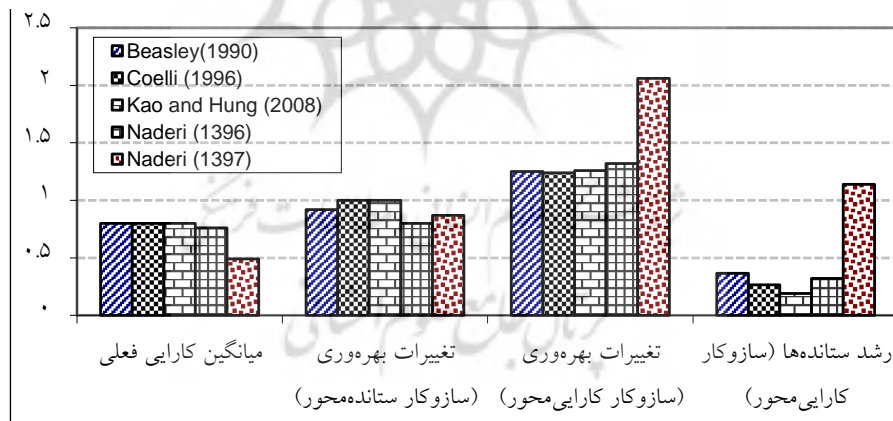 ۲.۵
۲
۱.۵
۱
۰.۵
۰
Beasley(1990)
Coelli (1996)
Kao and Hung (2008)
Naderi (1396)
Naderi (1397)
میانگین کارایی فعلی
تغییرات بهره‌وری
(سازوکار ستانده‌محور)
تغییرات بهره‌وری
(سازوکار کارایی‌محور)
رشد ستانده‌ها (سازوکار
کارایی‌محور)